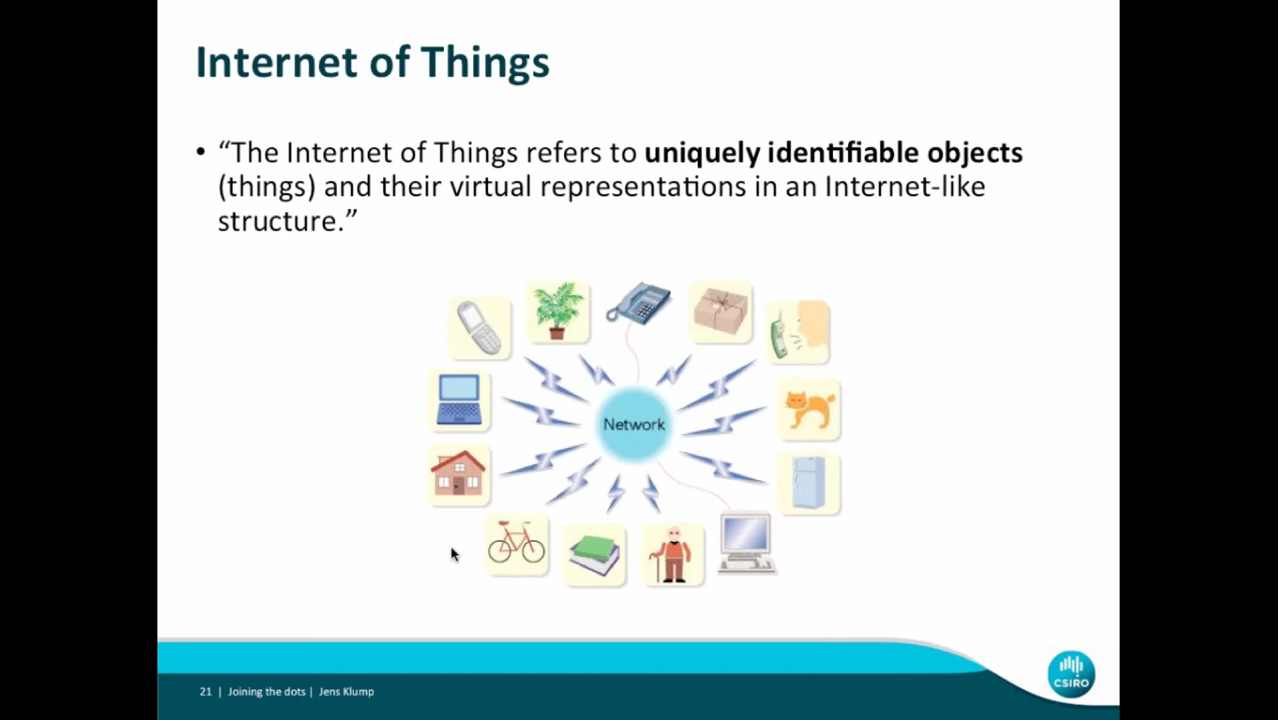 Internet of Things
• “The Internet of Things refers to uniquely identifiable objects
(things) and their virtual representations in an Internet-like
structure.”
Network
21 | Joining the dots | Jens Klump
CSIRO